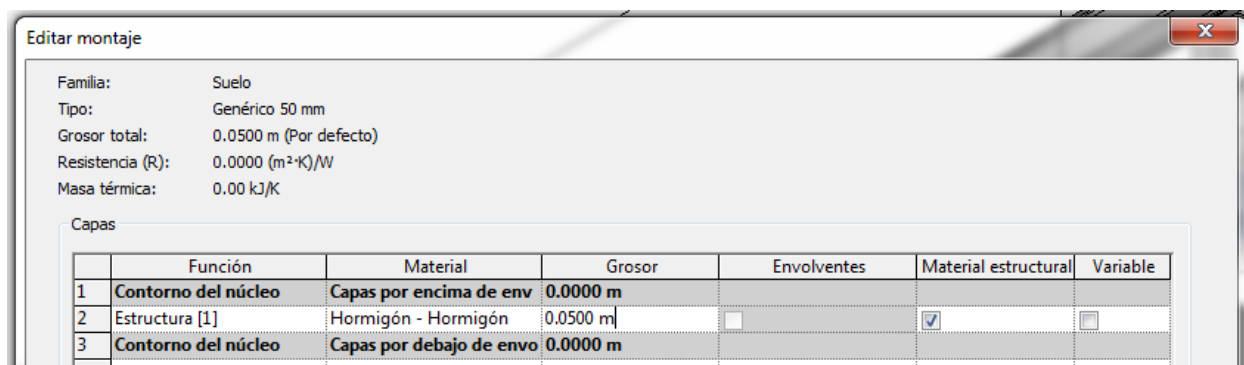 Editar montaje
Familia: Suelo
Tipo: Genérico 50 mm
Grosor total: 0.0500 m (Por defecto)
Resistencia (R): 0.0000 (m²·K)/W
Masa térmica: 0.00 kJ/K
Capas
Función Material Grosor Envolventes Material estructural Variable
1 Contorno del núcleo Capas por encima de env 0.0000 m
2 Estructura [1] Hormigón - Hormigón 0.0500 m
3 Contorno del núcleo Capas por debajo de envo 0.0000 m